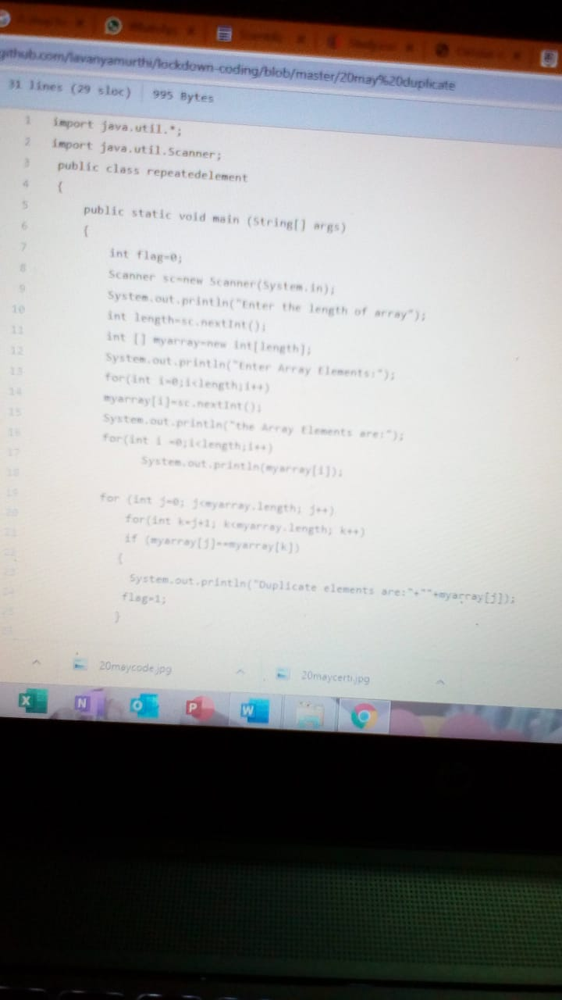 github.com/lavanyamurthi/lockdown-coding/blob/master/20may%20duplicate
31 lines (29 sloc) 995 Bytes
1 import java.util.*;
2 import java.util.Scanner;
3 public class repeatedelement
4 {
5 public static void main (String[] args)
6 {
7 int flag=0;
8 Scanner sc=new Scanner(System.in);
9 System.out.println("Enter the length of array");
10 int length=sc.nextInt();
11 int [] myarray=new int[length];
12 System.out.println("Enter Array Elements:");
13 for(int i=0;i<length;i++)
14 myarray[i]=sc.nextInt();
15 System.out.println("the Array Elements are:");
16 for(int i =0;i<length;i++)
17 System.out.println(myarray[i]);
18
19 for (int j=0; j<myarray.length; j++)
20 for(int k=j+1; k<myarray.length; k++)
21 if (myarray[j]==myarray[k])
22 {
23 System.out.println("Duplicate elements are:"+""+myarray[j]);
24 flag=1;
25 }
20maycode.jpg 20maycerti.jpg
X N O P W